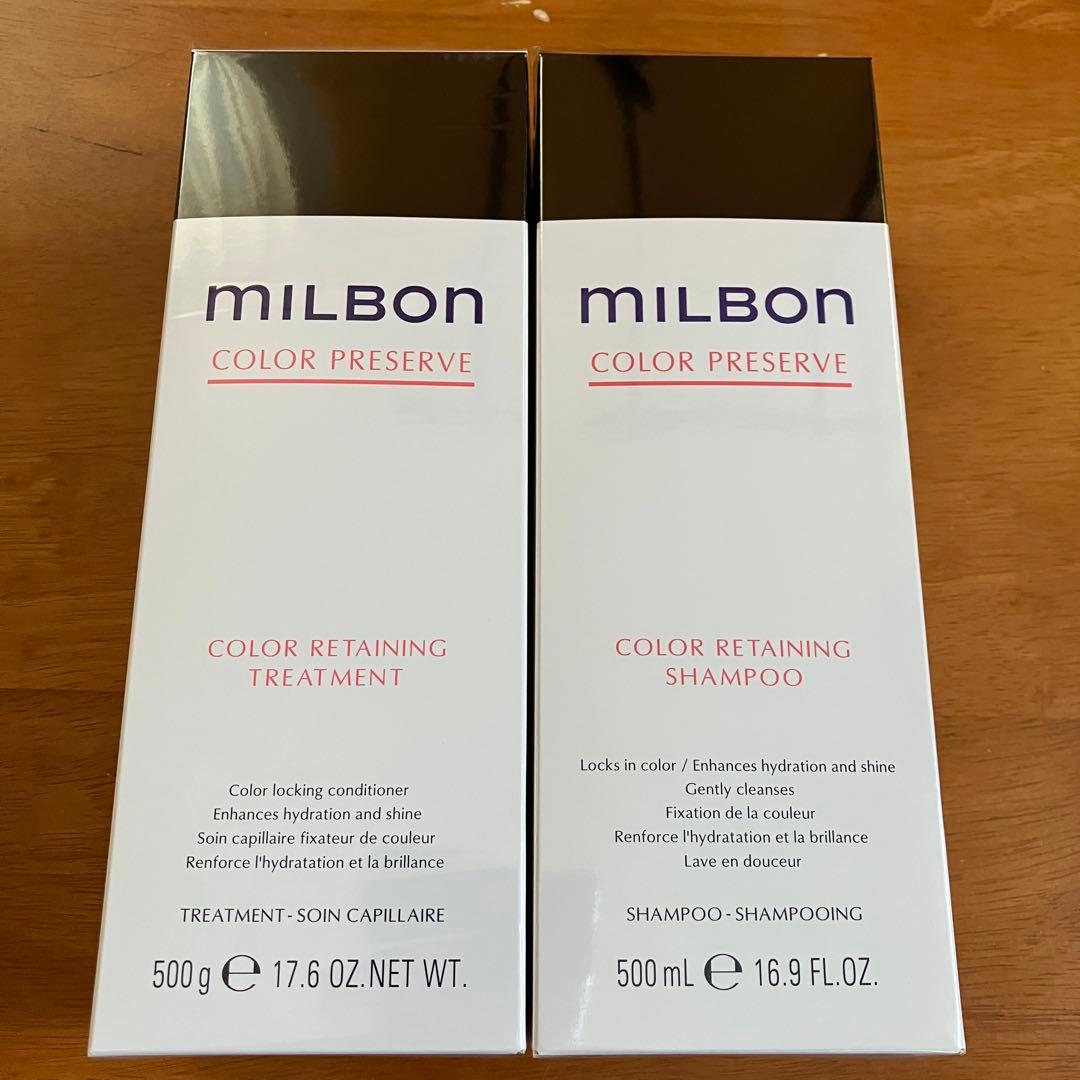 mILBOn
COLOR PRESERVE
COLOR RETAINING
TREATMENT
Color locking conditioner
Enhances hydration and shine
Soin capillaire fixateur de couleur
Renforce l'hydratation et la brillance
TREATMENT - SOIN CAPILLAIRE
500 g ℮ 17.6 OZ.NET WT.
mILBOn
COLOR PRESERVE
COLOR RETAINING
SHAMPOO
Locks in color / Enhances hydration and shine
Gently cleanses
Fixation de la couleur
Renforce l'hydratation et la brillance
Lave en douceur
SHAMPOO - SHAMPOOING
500 mL ℮ 16.9 FL.OZ.